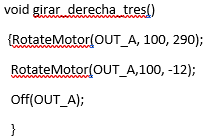 void girar_derecha_tres()
{RotateMotor(OUT_A, 100, 290);
RotateMotor(OUT_A,100, -12);
Off(OUT_A);
}